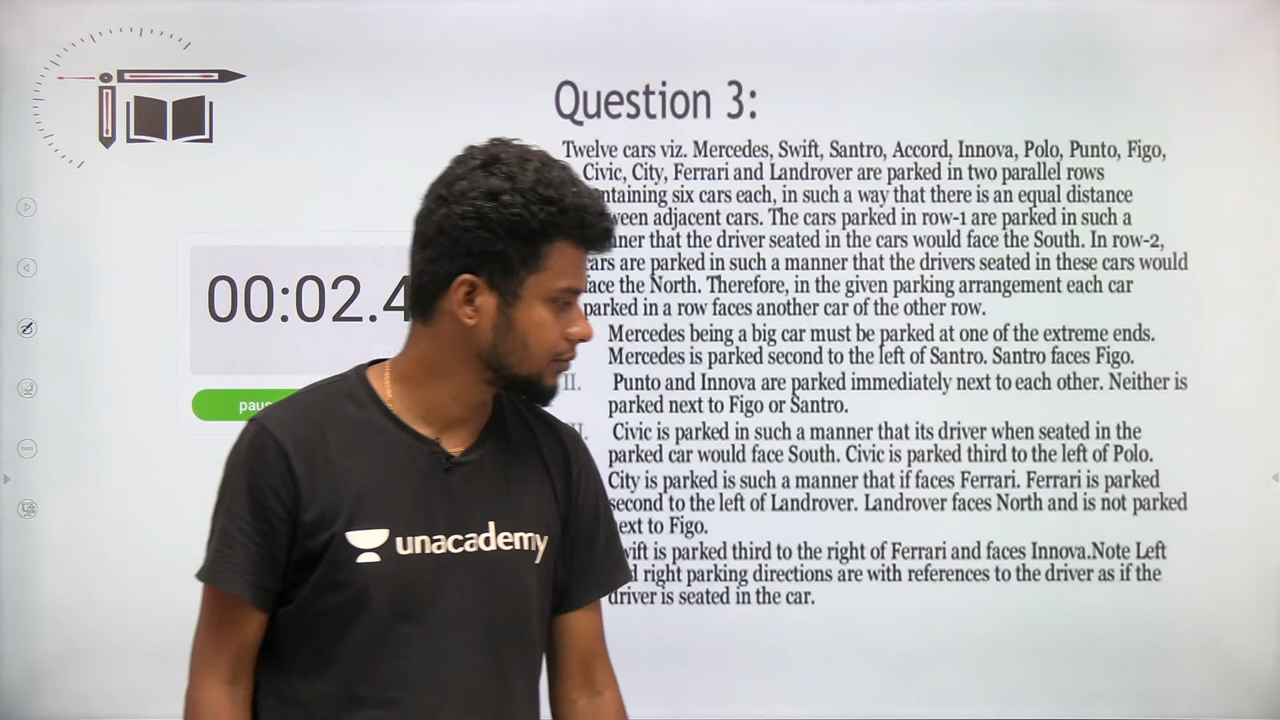 Question 3:
Twelve cars viz. Mercedes, Swift, Santro, Accord, Innova, Polo, Punto, Figo,
Civic, City, Ferrari and Landrover are parked in two parallel rows
ntaining six cars each, in such a way that there is an equal distance
ween adjacent cars. The cars parked in row-1 are parked in such a
nner that the driver seated in the cars would face the South. In row-2,
cars are parked in such a manner that the drivers seated in these cars would
face the North. Therefore, in the given parking arrangement each car
parked in a row faces another car of the other row.
Mercedes being a big car must be parked at one of the extreme ends.
Mercedes is parked second to the left of Santro. Santro faces Figo.
II. Punto and Innova are parked immediately next to each other. Neither is
parked next to Figo or Santro.
Civic is parked in such a manner that its driver when seated in the
parked car would face South. Civic is parked third to the left of Polo.
City is parked is such a manner that if faces Ferrari. Ferrari is parked
second to the left of Landrover. Landrover faces North and is not parked
ext to Figo.
wift is parked third to the right of Ferrari and faces Innova.Note Left
d right parking directions are with references to the driver as if the
driver is seated in the car.
00:02.4
paus
unacademy